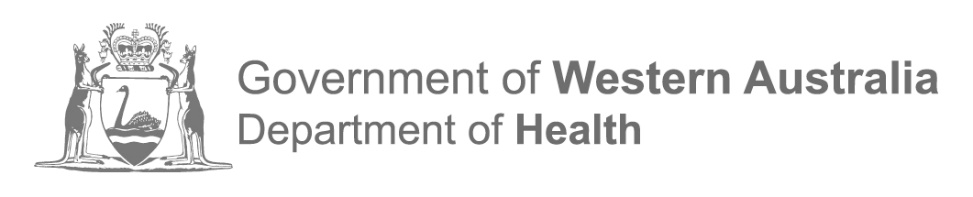 Government of Western Australia
Department of Health